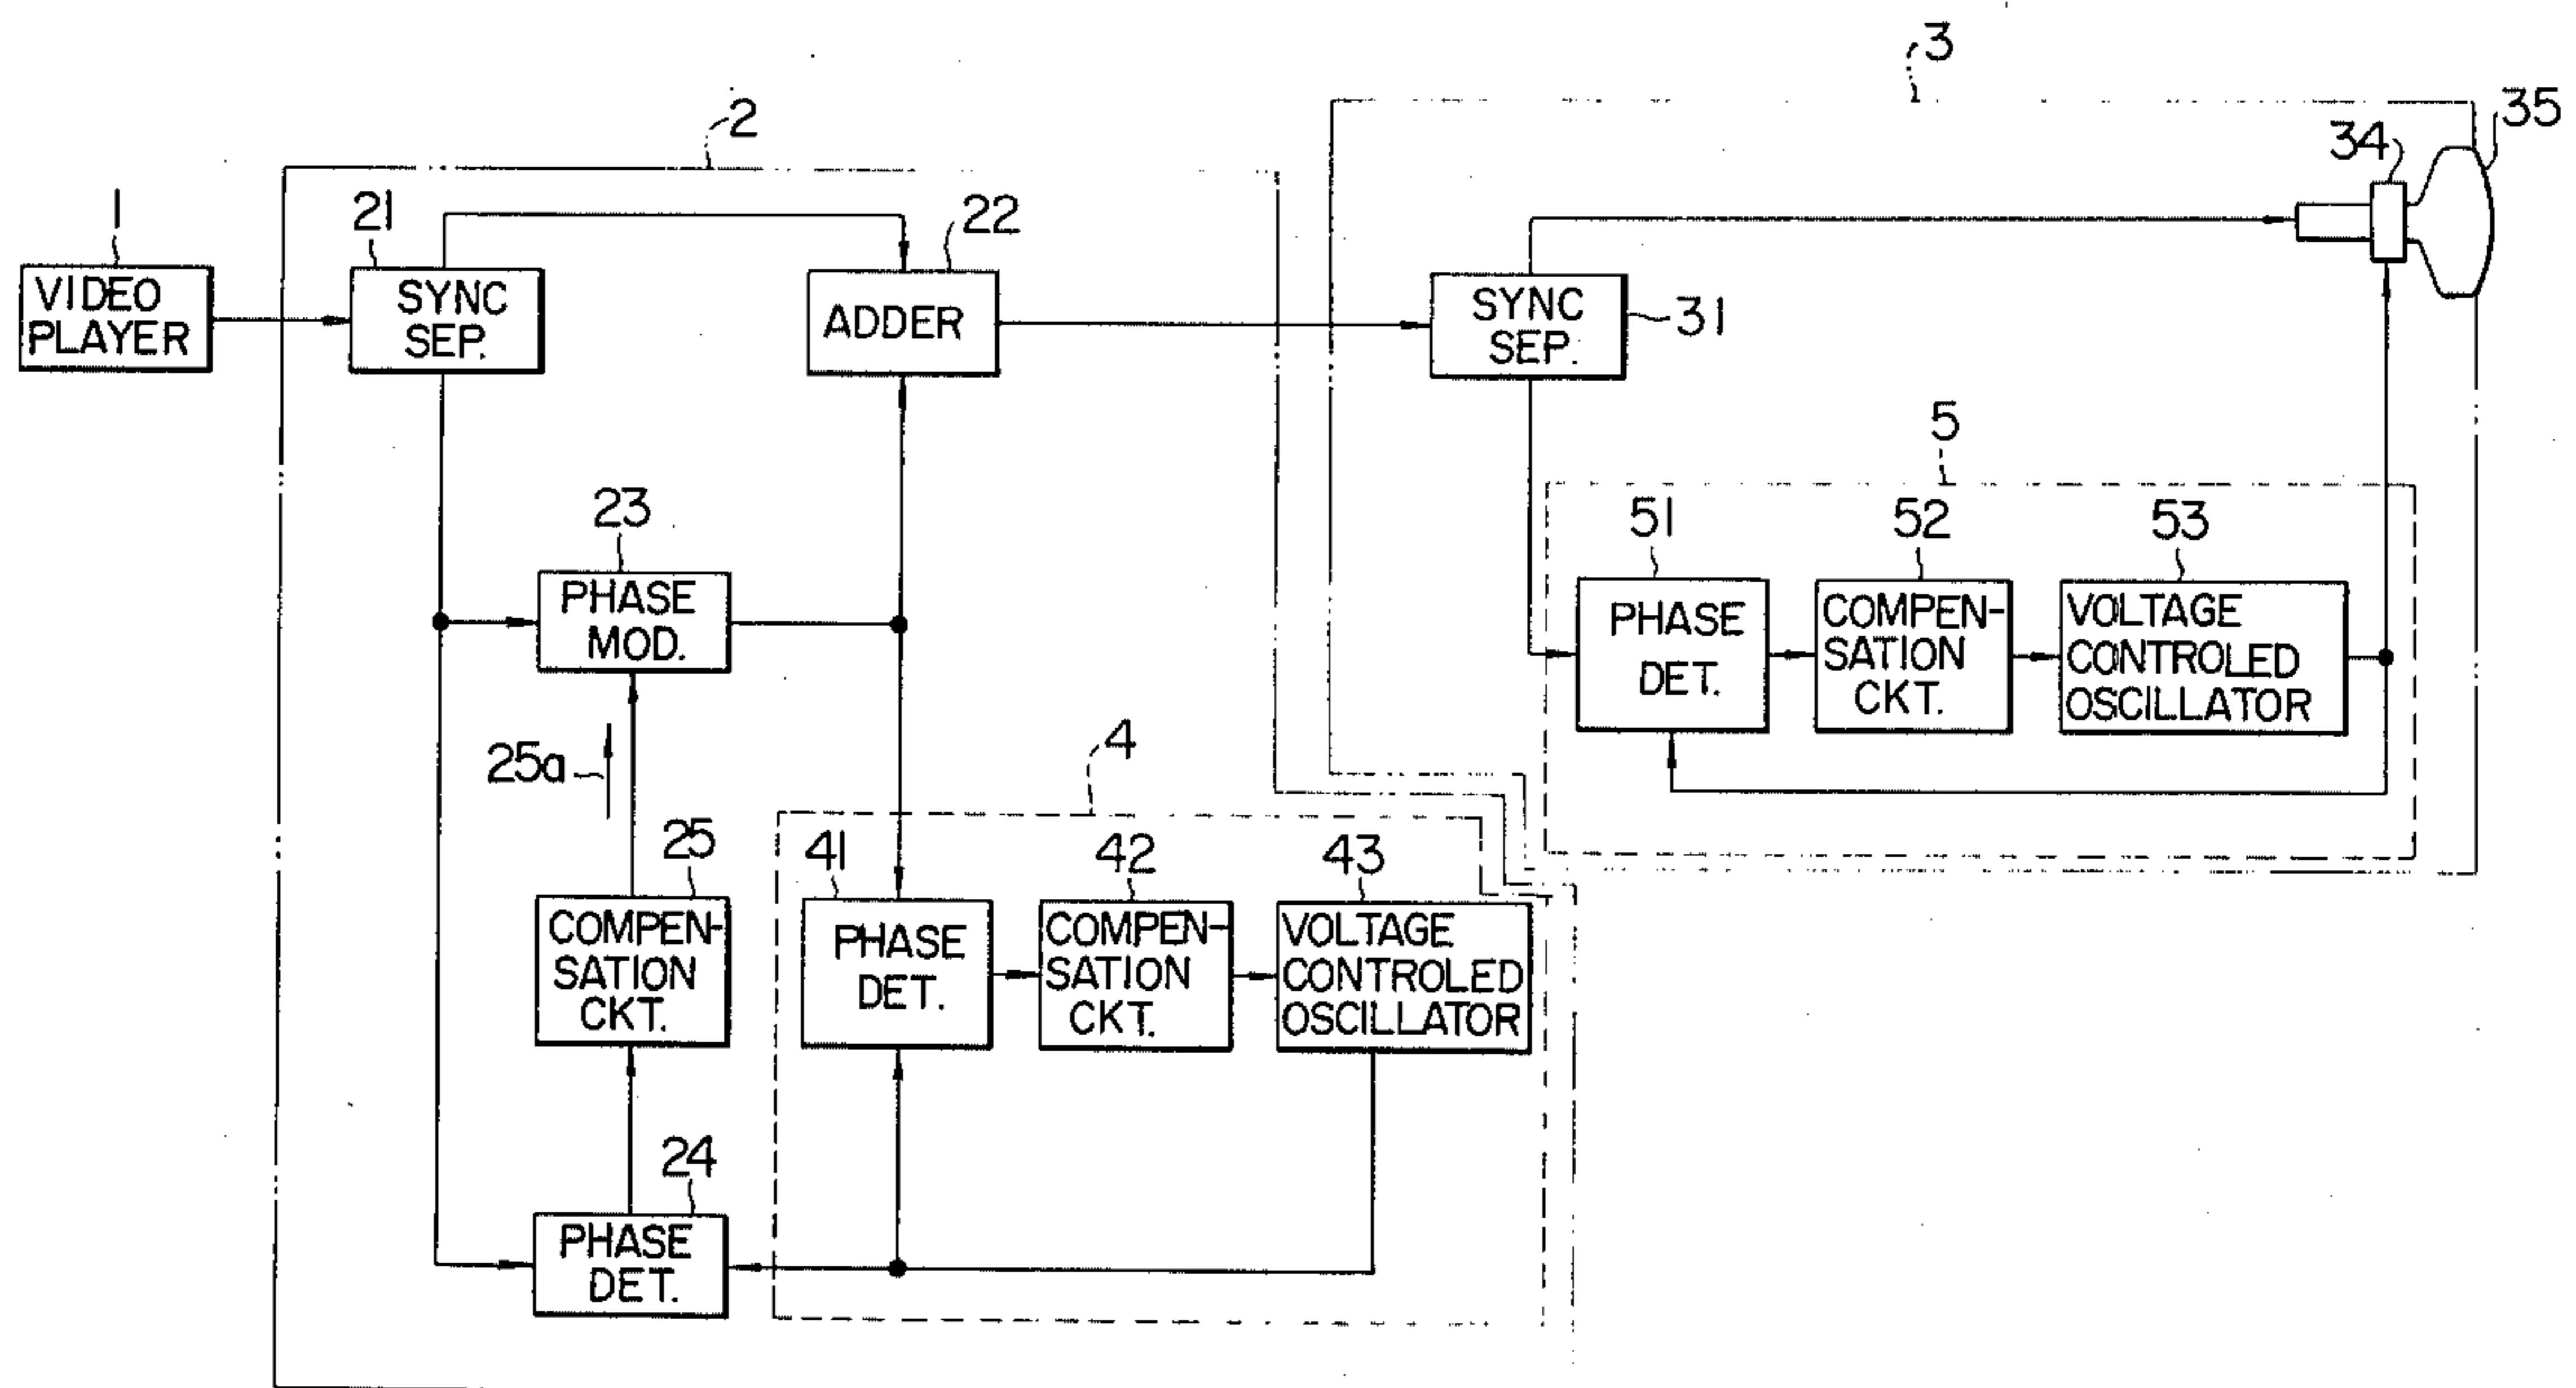 3
35
2
34
1
21
22
VIDEO
PLAYER
SYNC
SEP.
ADDER
SYNC
SEP.
31
5
23
51
52
53
PHASE
MOD.
PHASE
DET.
COMPEN-
SATION
CKT.
VOLTAGE
CONTROLED
OSCILLATOR
25a
4
25
41
42
43
COMPEN-
SATION
CKT.
PHASE
DET.
COMPEN-
SATION
CKT.
VOLTAGE
CONTROLED
OSCILLATOR
24
PHASE
DET.